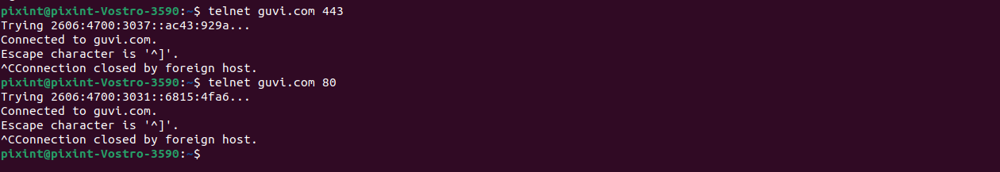 pixint@pixint-Vostro-3590:~$ telnet guvi.com 443
Trying 2606:4700:3037::ac43:929a...
Connected to guvi.com.
Escape character is '^]'.
^CConnection closed by foreign host.
pixint@pixint-Vostro-3590:~$ telnet guvi.com 80
Trying 2606:4700:3031::6815:4fa6...
Connected to guvi.com.
Escape character is '^]'.
^CConnection closed by foreign host.
pixint@pixint-Vostro-3590:~$